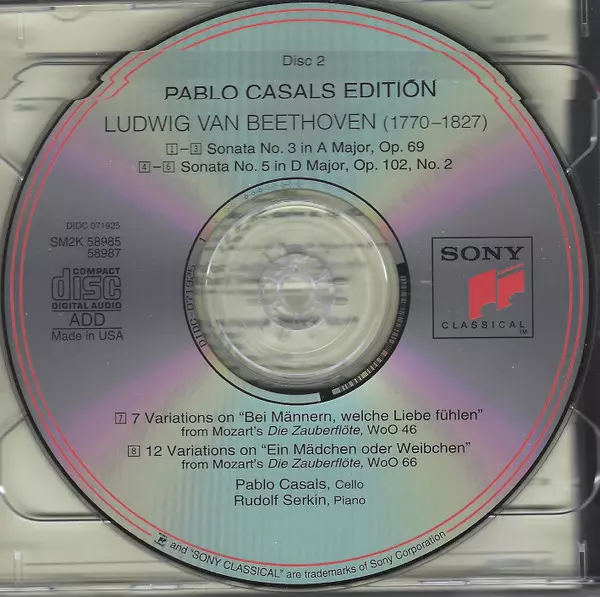 Disc 2
PABLO CASALS EDITION
LUDWIG VAN BEETHOVEN (1770–1827)
1–3 Sonata No. 3 in A Major, Op. 69
4–6 Sonata No. 5 in D Major, Op. 102, No. 2
DIDC 071925
SM2K 58985
58987
COMPACT
disc
DIGITAL AUDIO
ADD
Made in USA
DIDC 071925 1
SONY
CLASSICAL™
7 7 Variations on "Bei Männern, welche Liebe fühlen"
from Mozart's Die Zauberflöte, WoO 46
8 12 Variations on "Ein Mädchen oder Weibchen"
from Mozart's Die Zauberflöte, WoO 66
Pablo Casals, Cello
Rudolf Serkin, Piano
and "SONY CLASSICAL" are trademarks of Sony Corporation